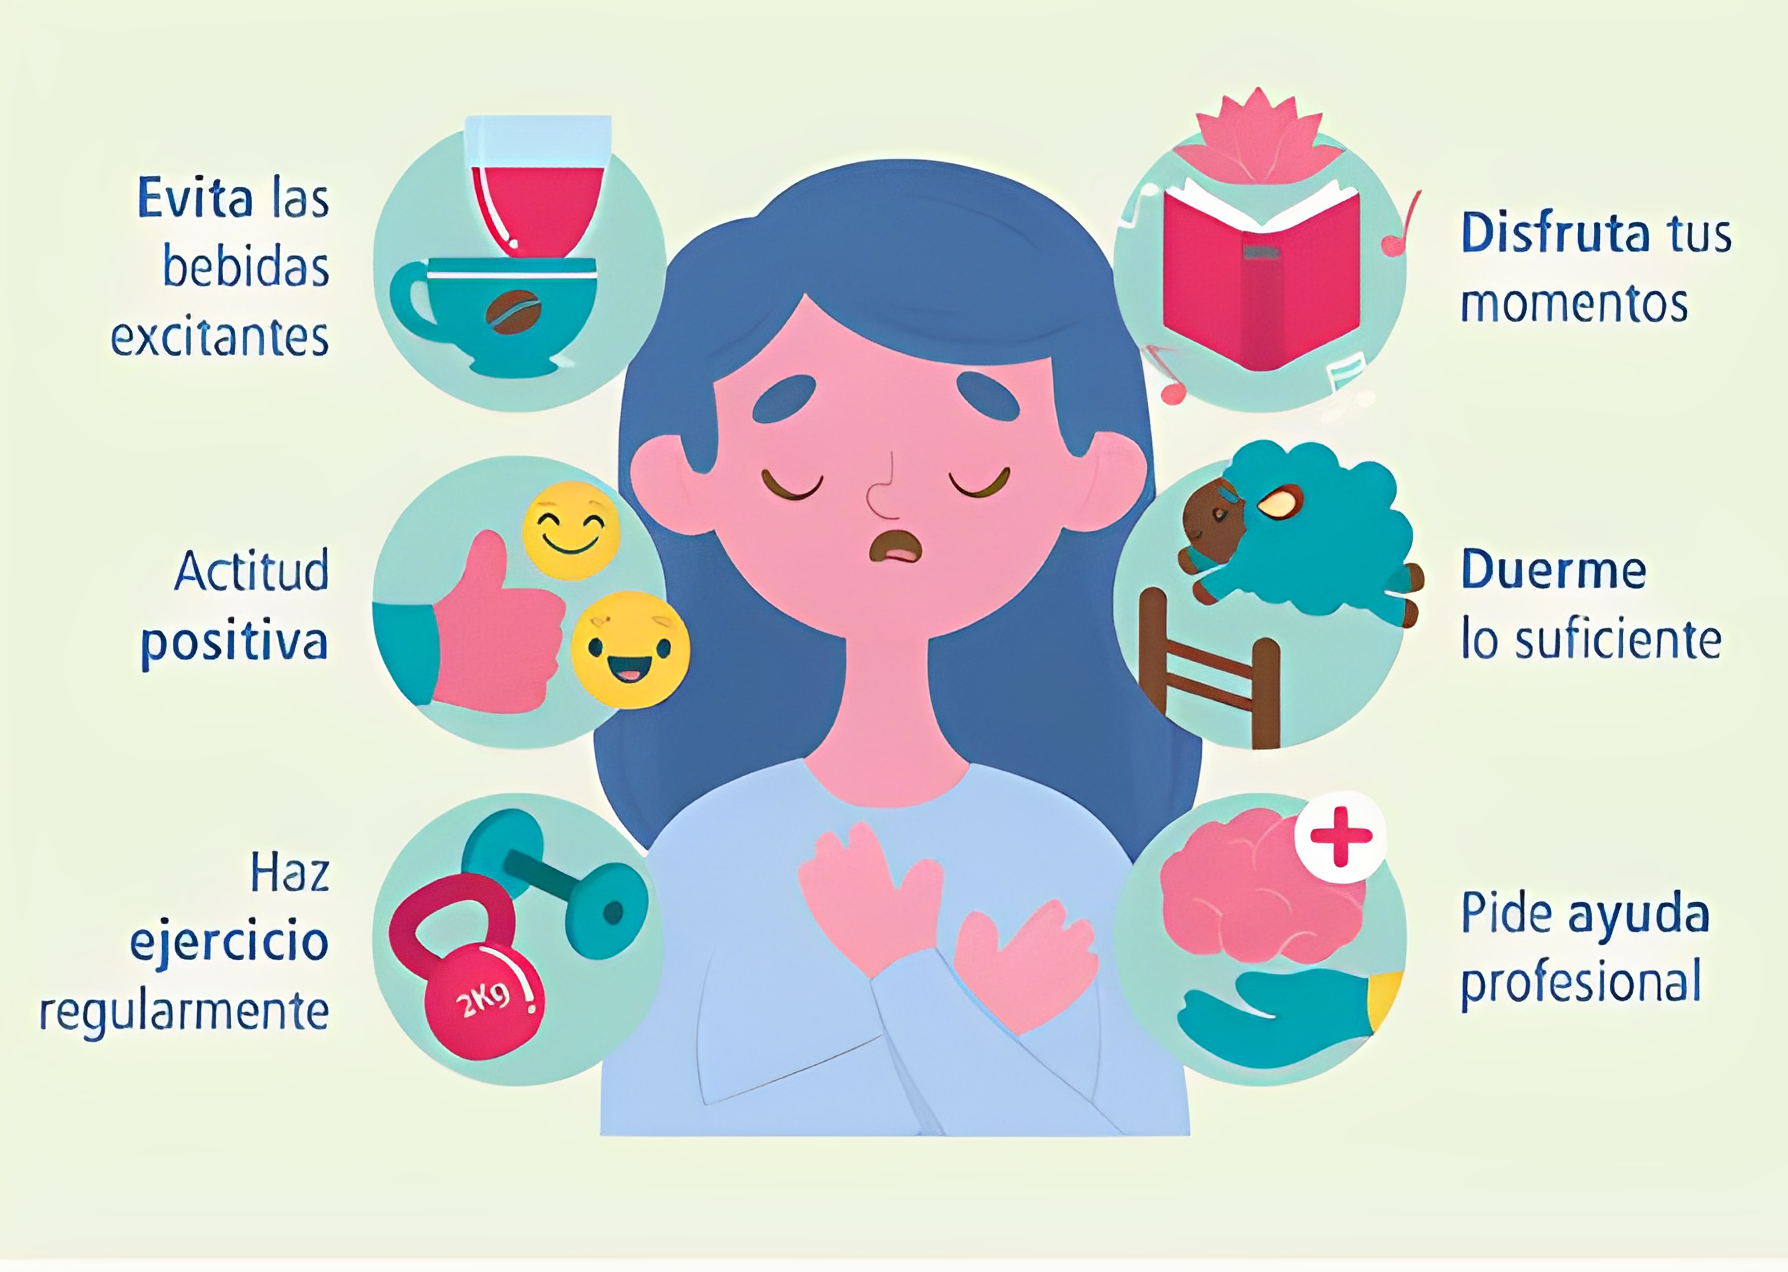 Evita las
bebidas
excitantes
Actitud
positiva
Haz
ejercicio
regularmente
2Kg
Disfruta tus
momentos
Duerme
lo suficiente
Pide ayuda
profesional